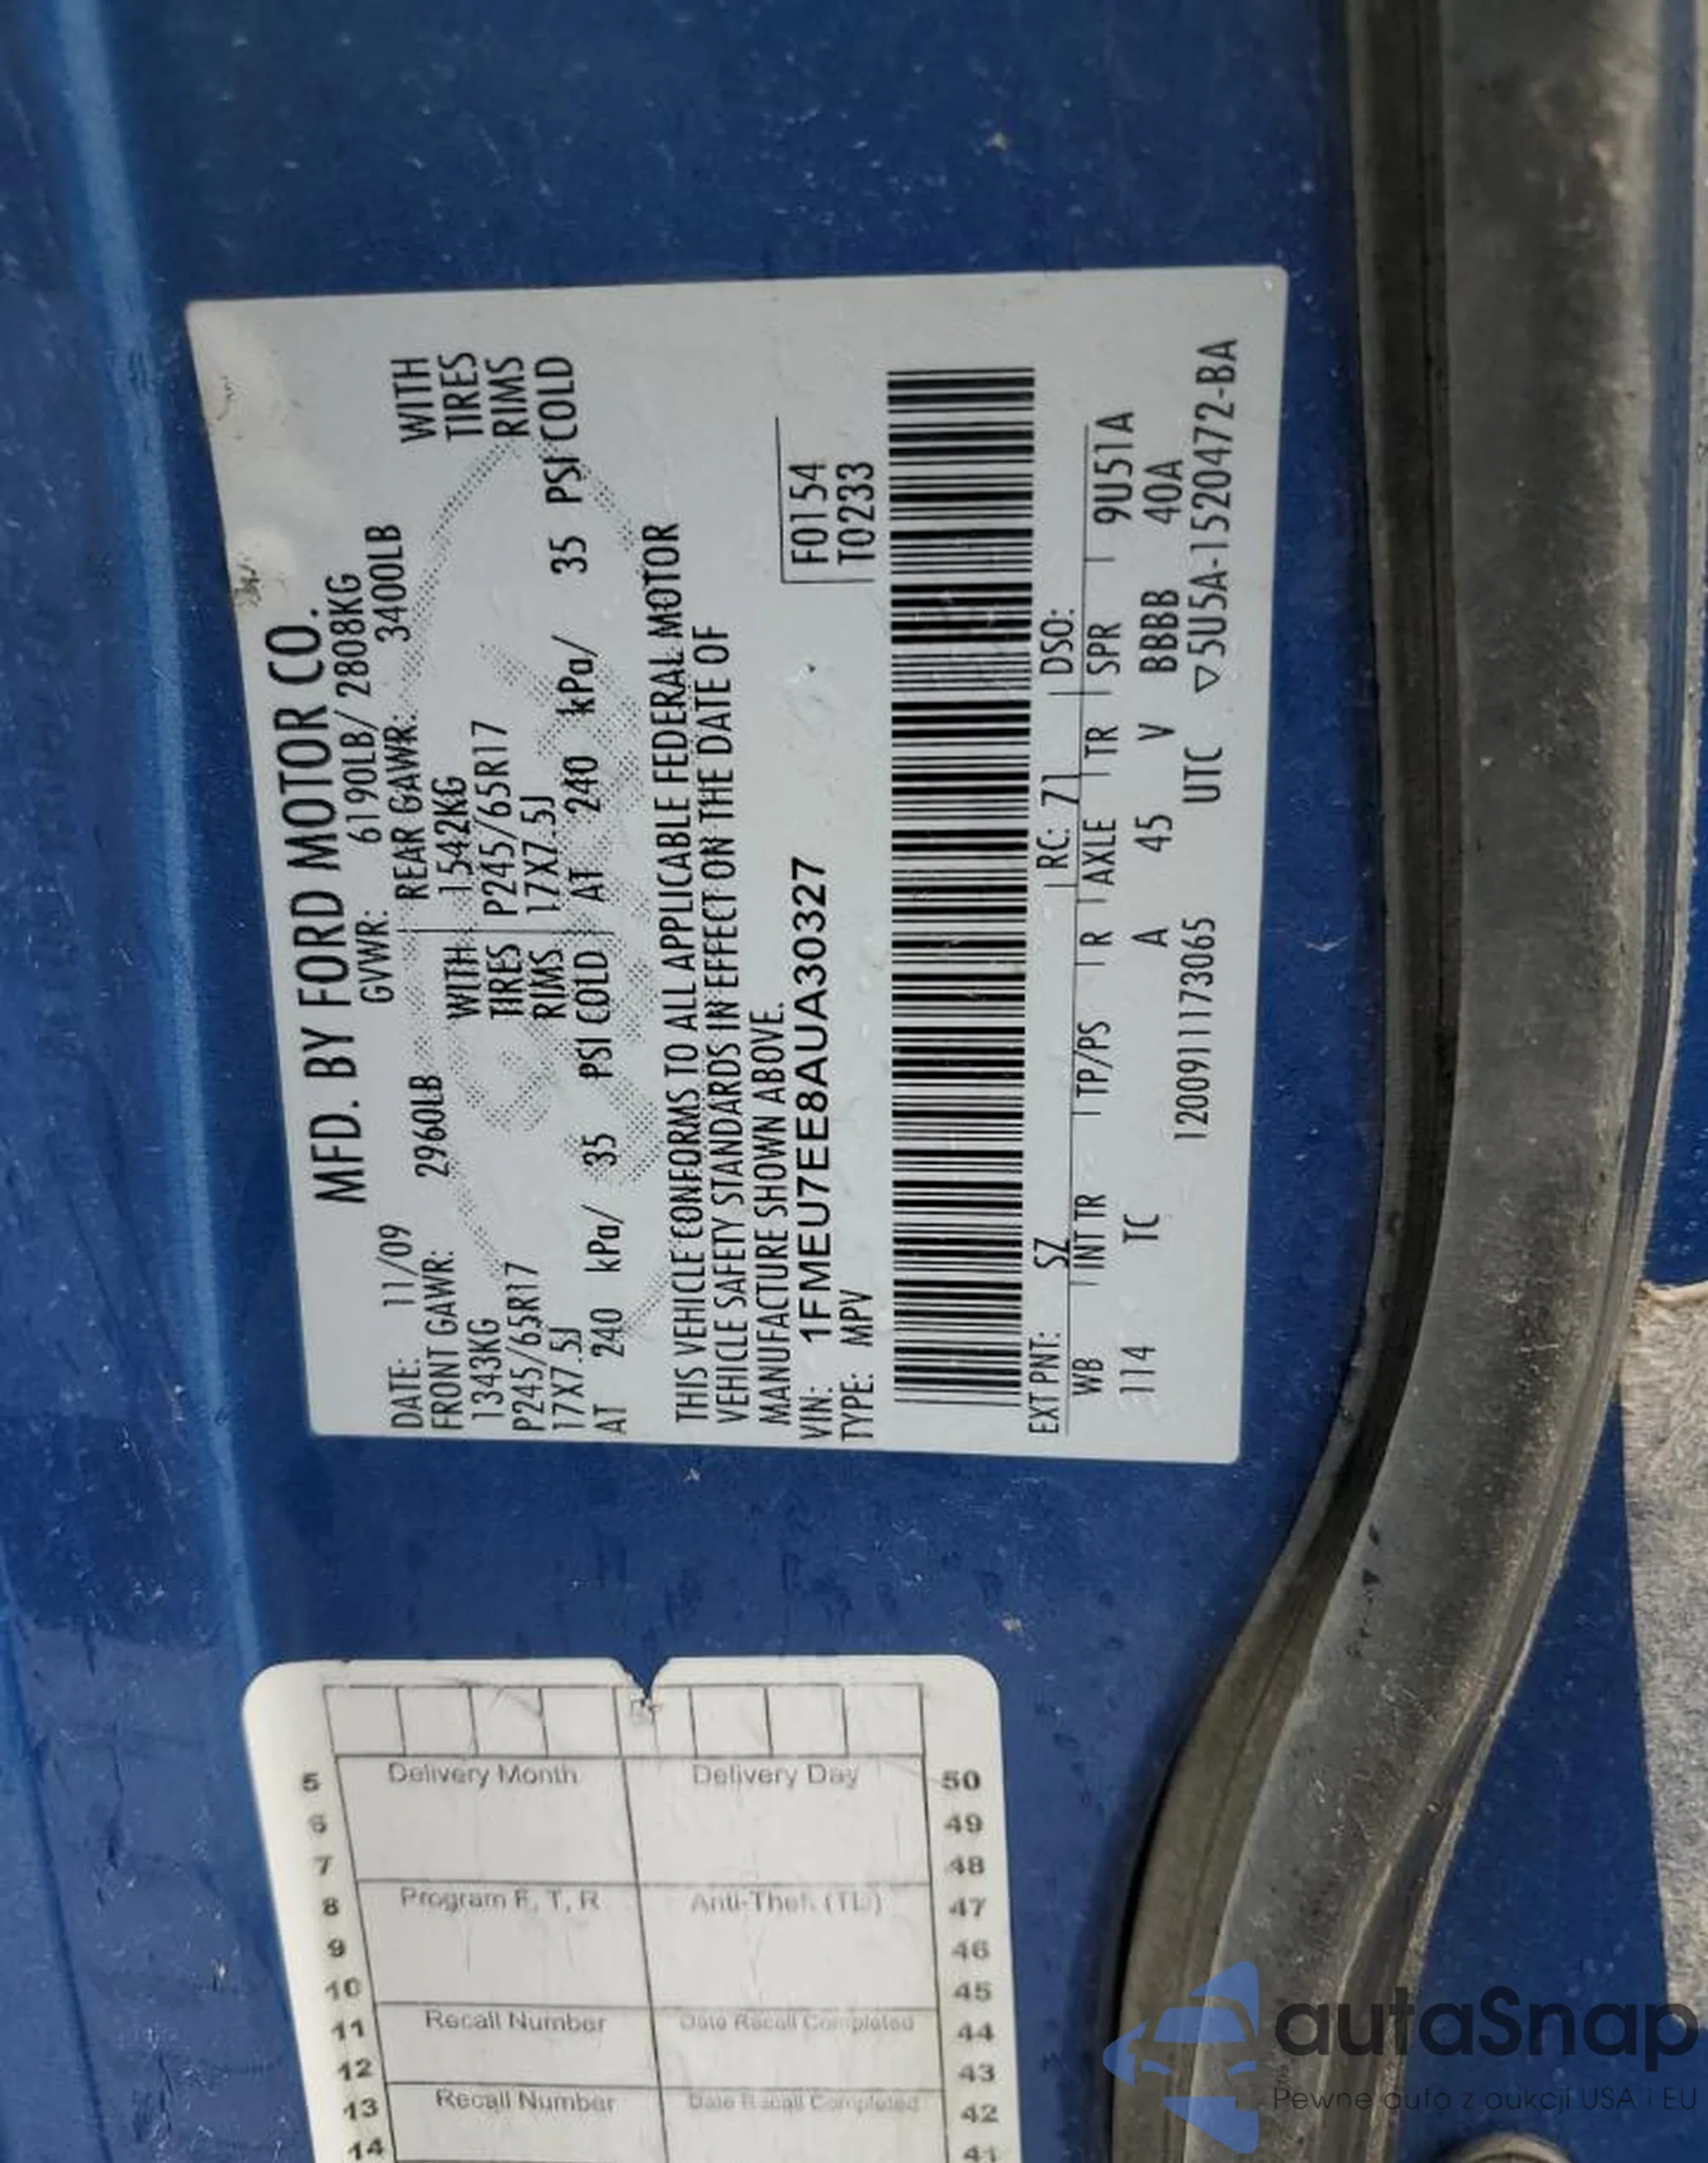 MFD. BY FORD MOTOR CO.
DATE: 11/09 GVWR: 6190LB/ 2808KG
FRONT GAWR: 2960LB REAR GAWR: 3400LB
1343KG WITH 1542KG WITH
P245/65R17 TIRES P245/65R17 TIRES
17X7.5J RIMS 17X7.5J RIMS
AT 240 kPa/ 35 PSI COLD AT 240 kPa/ 35 PSI COLD
THIS VEHICLE CONFORMS TO ALL APPLICABLE FEDERAL MOTOR
VEHICLE SAFETY STANDARDS IN EFFECT ON THE DATE OF
MANUFACTURE SHOWN ABOVE.
VIN: 1FMEU7EE8AUA30327 F0154
TYPE: MPV T0233
EXT PNT: SZ RC: 71 DSO:
WB INT TR TP/PS R AXLE TR SPR 9U51A
114 TC A 45 V BBBB 40A
12009111173065 UTC ▽5U5A-1520472-BA
5 Delivery Month Delivery Day 50
6 49
7 48
8 Program F, T, R Anti-Theft (TL) 47
9 46
10 45
11 Recall Number Date Recall Completed 44
12 43
13 Recall Number Date Recall Completed 42
14 41
autaSnap
Pewne auta z aukcji USA i EU